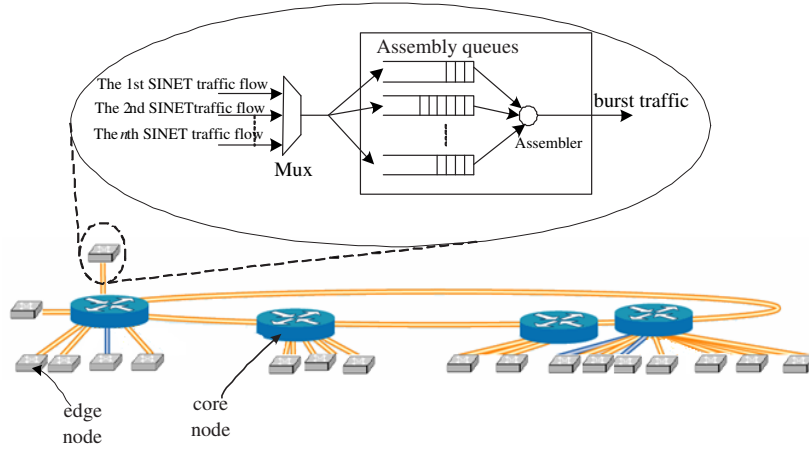 Assembly queues
The 1st SINET traffic flow
The 2nd SINETtraffic flow
The nth SINET traffic flow
Mux
Assembler
burst traffic
edge
node
core
node